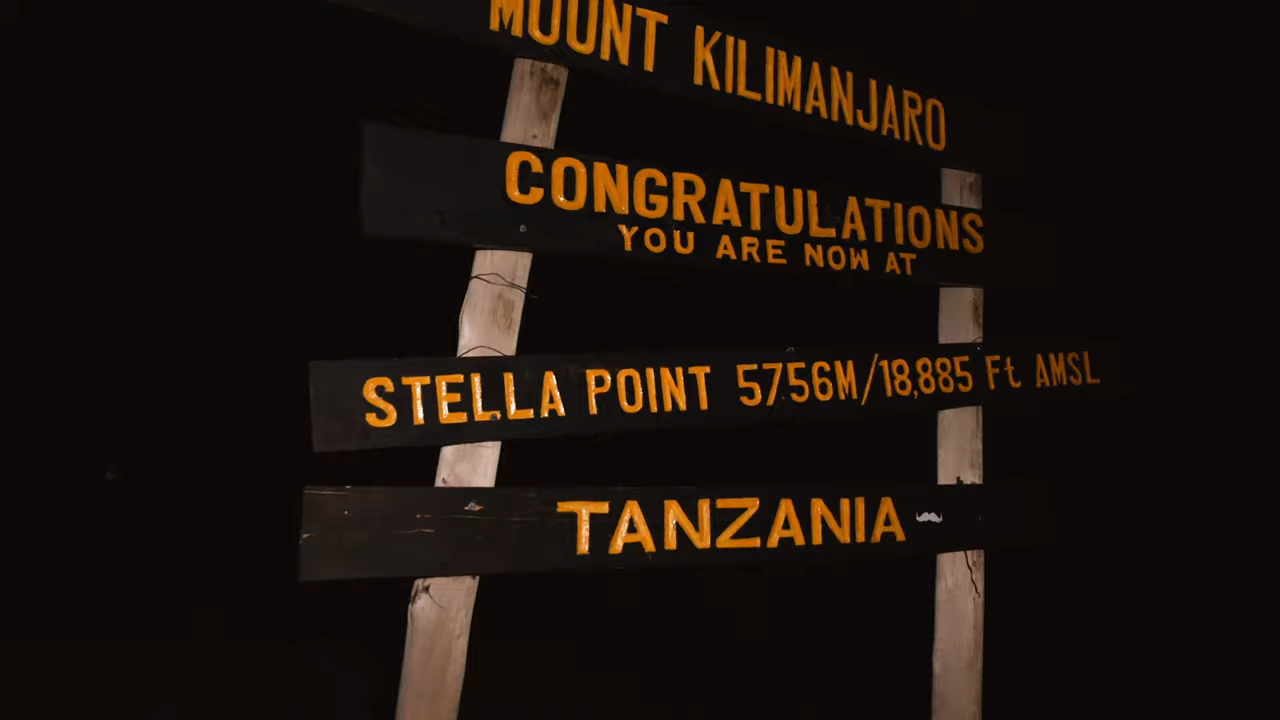 MOUNT KILIMANJARO
CONGRATULATIONS
YOU ARE NOW AT
STELLA POINT 5756M/18,885 Ft AMSL
TANZANIA